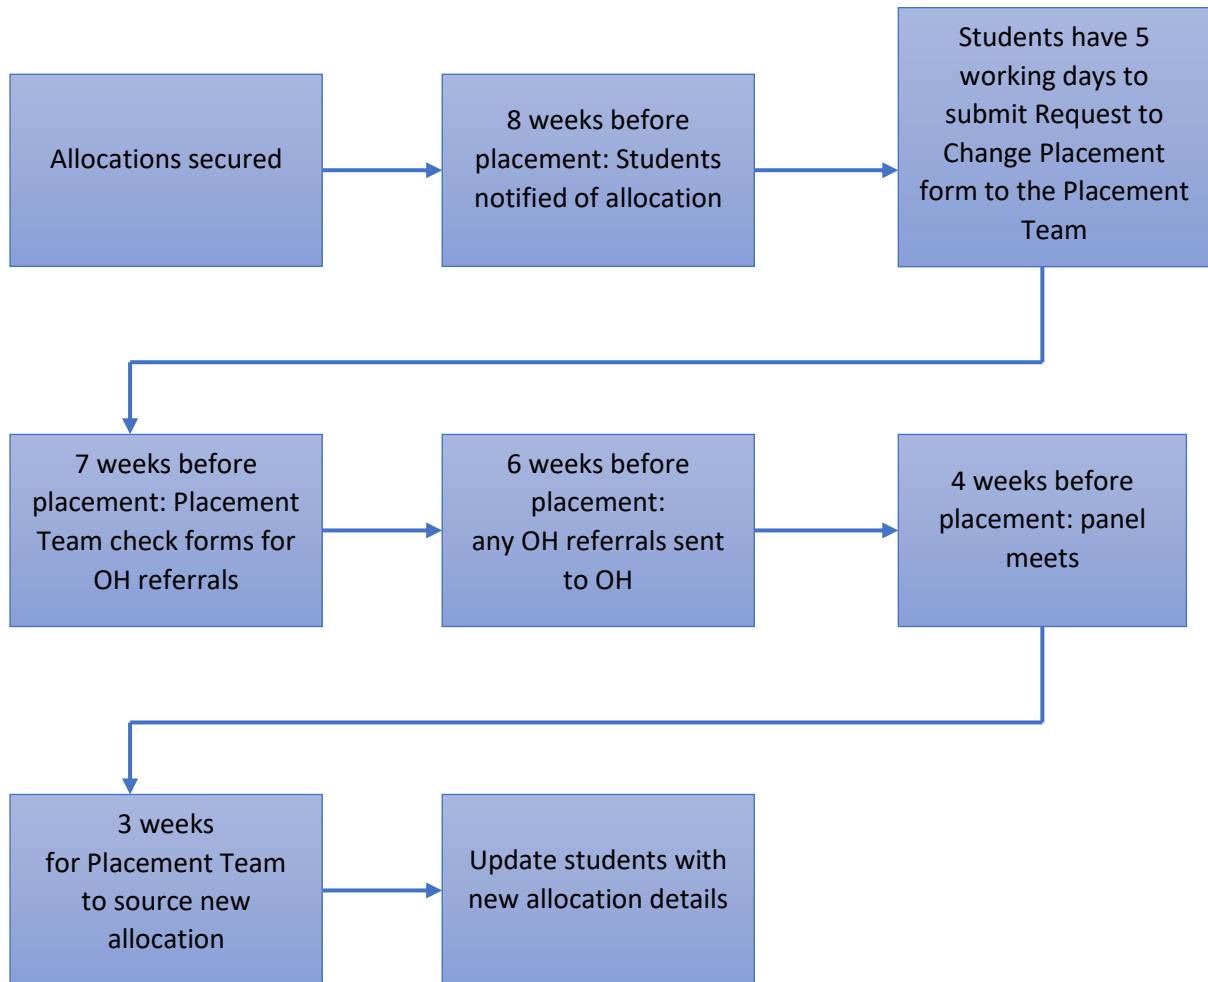 Allocations secured
8 weeks before
placement: Students
notified of allocation
Students have 5
working days to
submit Request to
Change Placement
form to the Placement
Team
7 weeks before
placement: Placement
Team check forms for
OH referrals
6 weeks before
placement:
any OH referrals sent
to OH
4 weeks before
placement: panel
meets
3 weeks
for Placement Team
to source new
allocation
Update students with
new allocation details